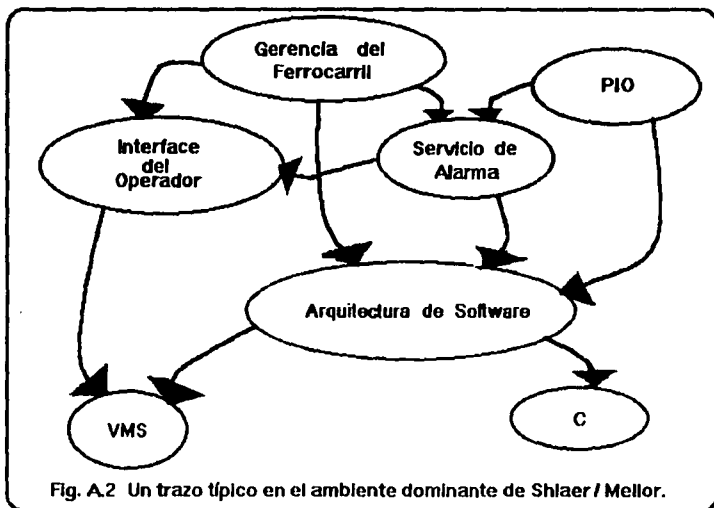 Gerencia del
Ferrocarril
PIO
Interface
del
Operador
Servicio de
Alarma
Arquitectura de Software
VMS
C
Fig. A.2 Un trazo típico en el ambiente dominante de Shlaer / Mellor.